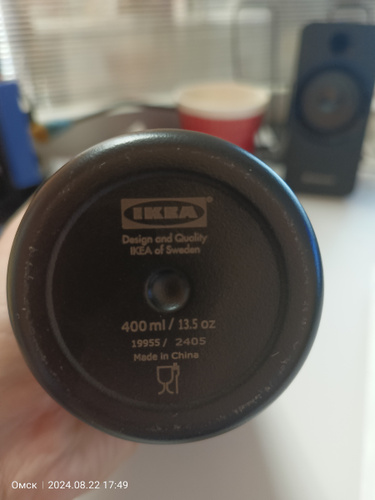 IKEA
Design and Quality
IKEA of Sweden
400 ml / 13.5 oz
19955 / 2405
Made in China
Омск | 2024.08.22 17:49